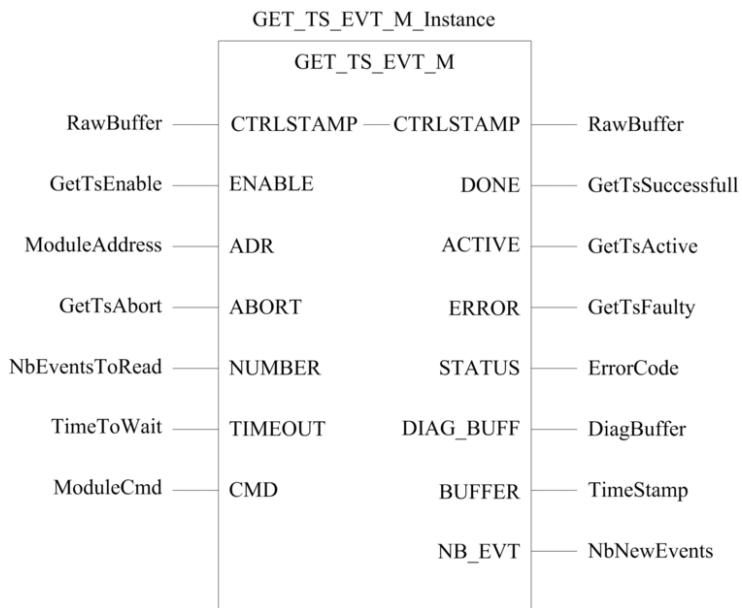 GET_TS_EVT_M_Instance
GET_TS_EVT_M
RawBuffer CTRLSTAMP CTRLSTAMP RawBuffer
GetTsEnable ENABLE DONE GetTsSuccessfull
ModuleAddress ADR ACTIVE GetTsActive
GetTsAbort ABORT ERROR GetTsFaulty
NbEventsToRead NUMBER STATUS ErrorCode
TimeToWait TIMEOUT DIAG_BUFF DiagBuffer
ModuleCmd CMD BUFFER TimeStamp
NB_EVT NbNewEvents